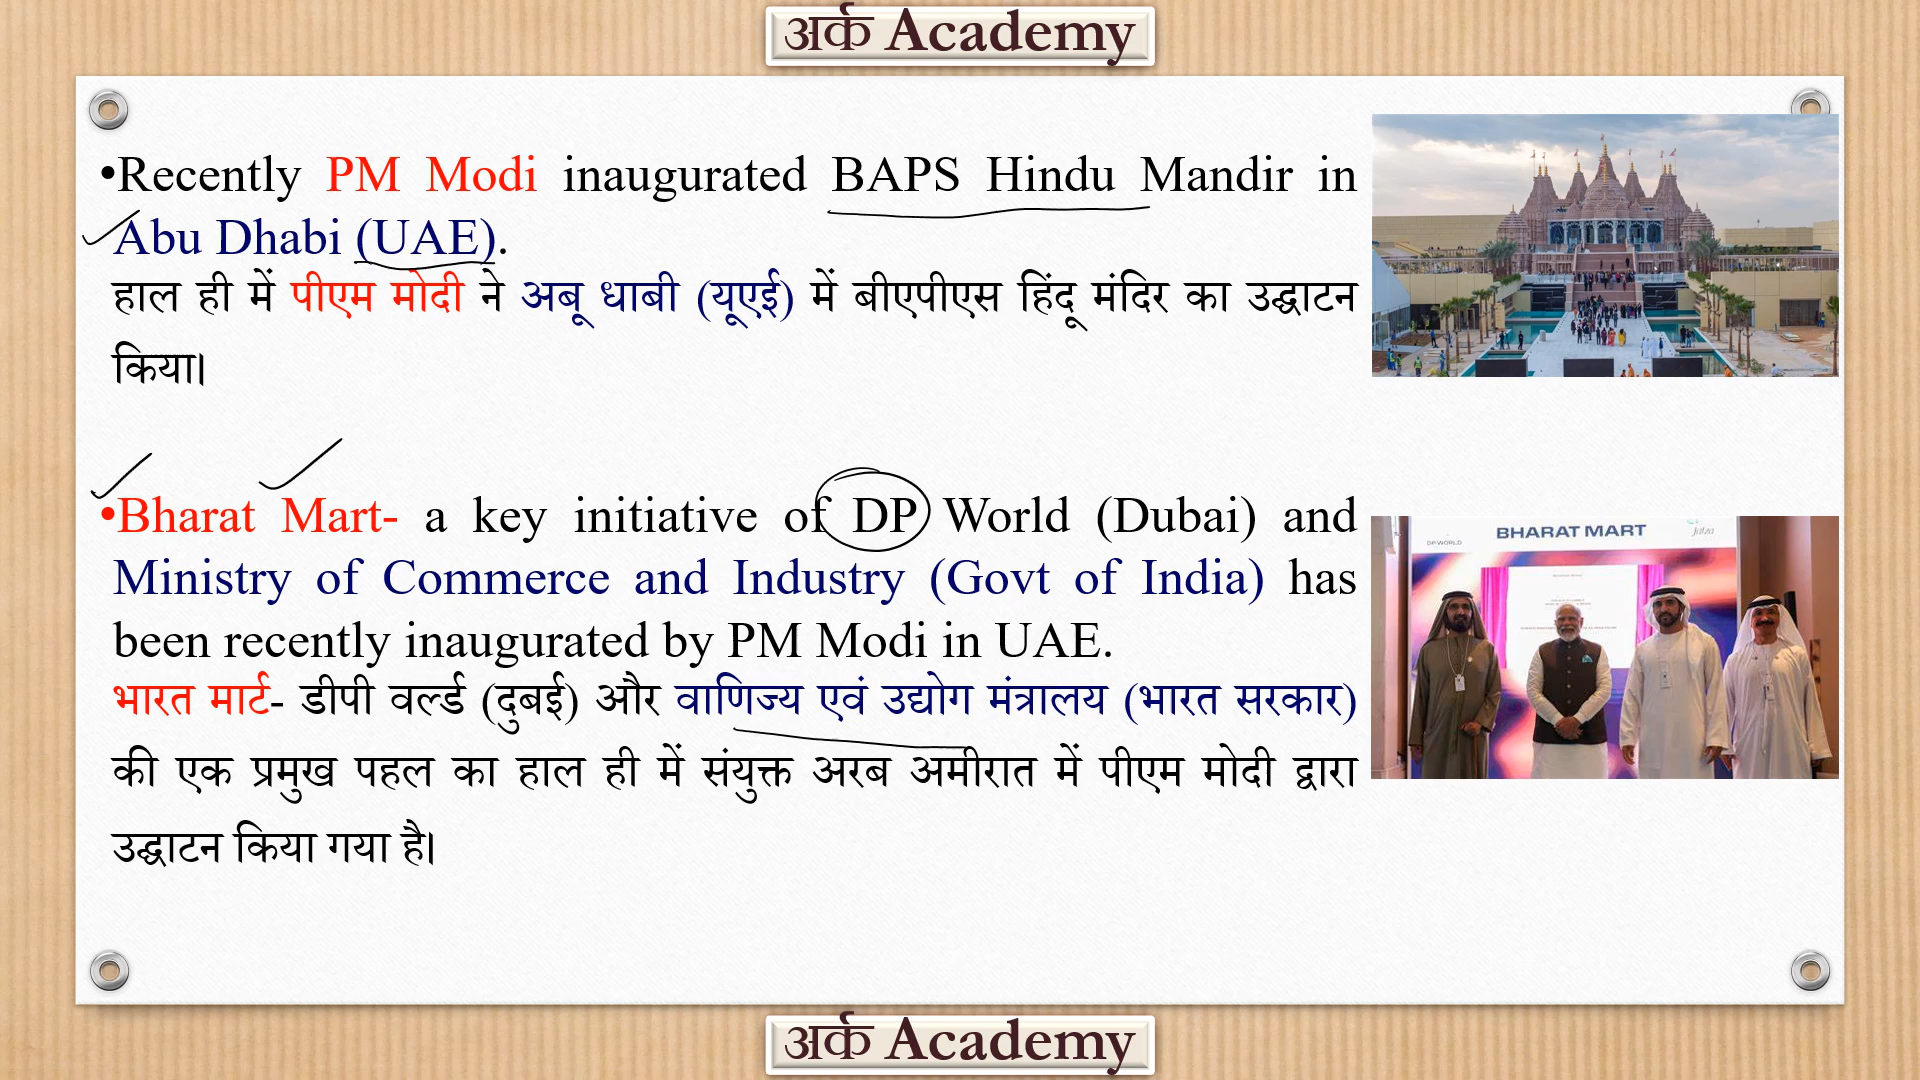 अर्क Academy
•Recently PM Modi inaugurated BAPS Hindu Mandir in
Abu Dhabi (UAE).
हाल ही में पीएम मोदी ने अबू धाबी (यूएई) में बीएपीएस हिंदू मंदिर का उद्घाटन
किया।
•Bharat Mart- a key initiative of DP World (Dubai) and
Ministry of Commerce and Industry (Govt of India) has
been recently inaugurated by PM Modi in UAE.
भारत मार्ट- डीपी वर्ल्ड (दुबई) और वाणिज्य एवं उद्योग मंत्रालय (भारत सरकार)
की एक प्रमुख पहल का हाल ही में संयुक्त अरब अमीरात में पीएम मोदी द्वारा
उद्घाटन किया गया है।
DP WORLD
BHARAT MART
Jafza
अर्क Academy